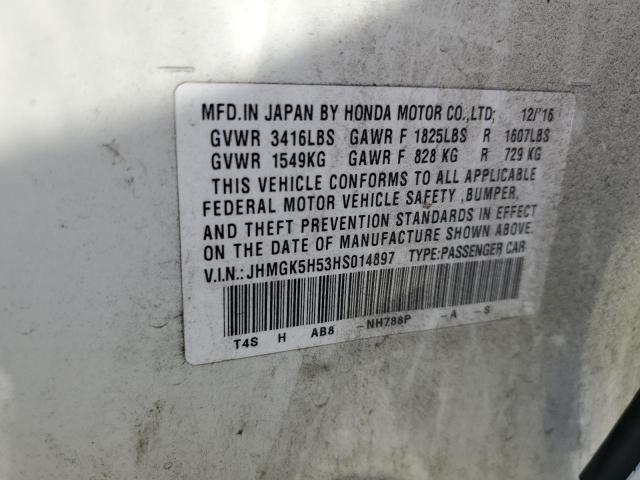 MFD.IN JAPAN BY HONDA MOTOR CO.,LTD; 12/'16
GVWR 3416LBS GAWR F 1825LBS R 1607LBS
GVWR 1549KG GAWR F 828 KG R 729 KG
THIS VEHICLE CONFORMS TO ALL APPLICABLE
FEDERAL MOTOR VEHICLE SAFETY ,BUMPER,
AND THEFT PREVENTION STANDARDS IN EFFECT
ON THE DATE OF MANUFACTURE SHOWN ABOVE.
V.I.N.:JHMGK5H53HS014897 TYPE:PASSENGER CAR
T4S H AB8 -NH788P -A -S